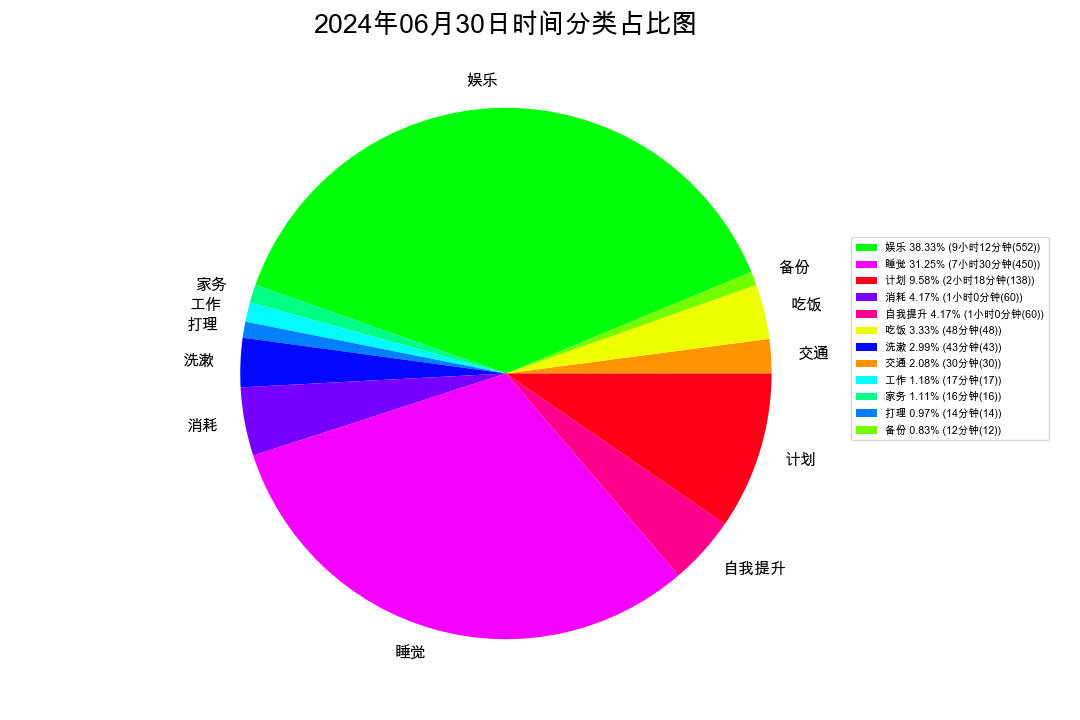 2024年06月30日时间分类占比图
娱乐
备份
家务
吃饭
工作
打理
交通
洗漱
消耗
计划
自我提升
睡觉
娱乐 38.33% (9小时12分钟(552))
睡觉 31.25% (7小时30分钟(450))
计划 9.58% (2小时18分钟(138))
消耗 4.17% (1小时0分钟(60))
自我提升 4.17% (1小时0分钟(60))
吃饭 3.33% (48分钟(48))
洗漱 2.99% (43分钟(43))
交通 2.08% (30分钟(30))
工作 1.18% (17分钟(17))
家务 1.11% (16分钟(16))
打理 0.97% (14分钟(14))
备份 0.83% (12分钟(12))